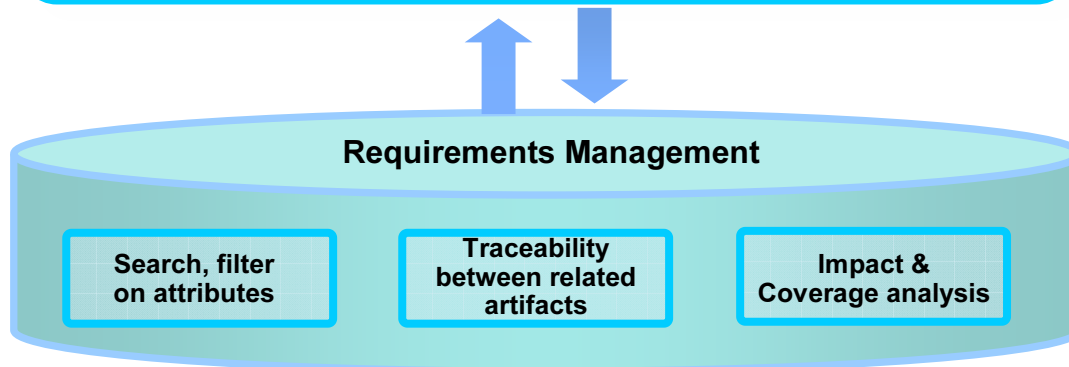 Requirements Management
Search, filter
on attributes
Traceability
between related
artifacts
Impact &
Coverage analysis